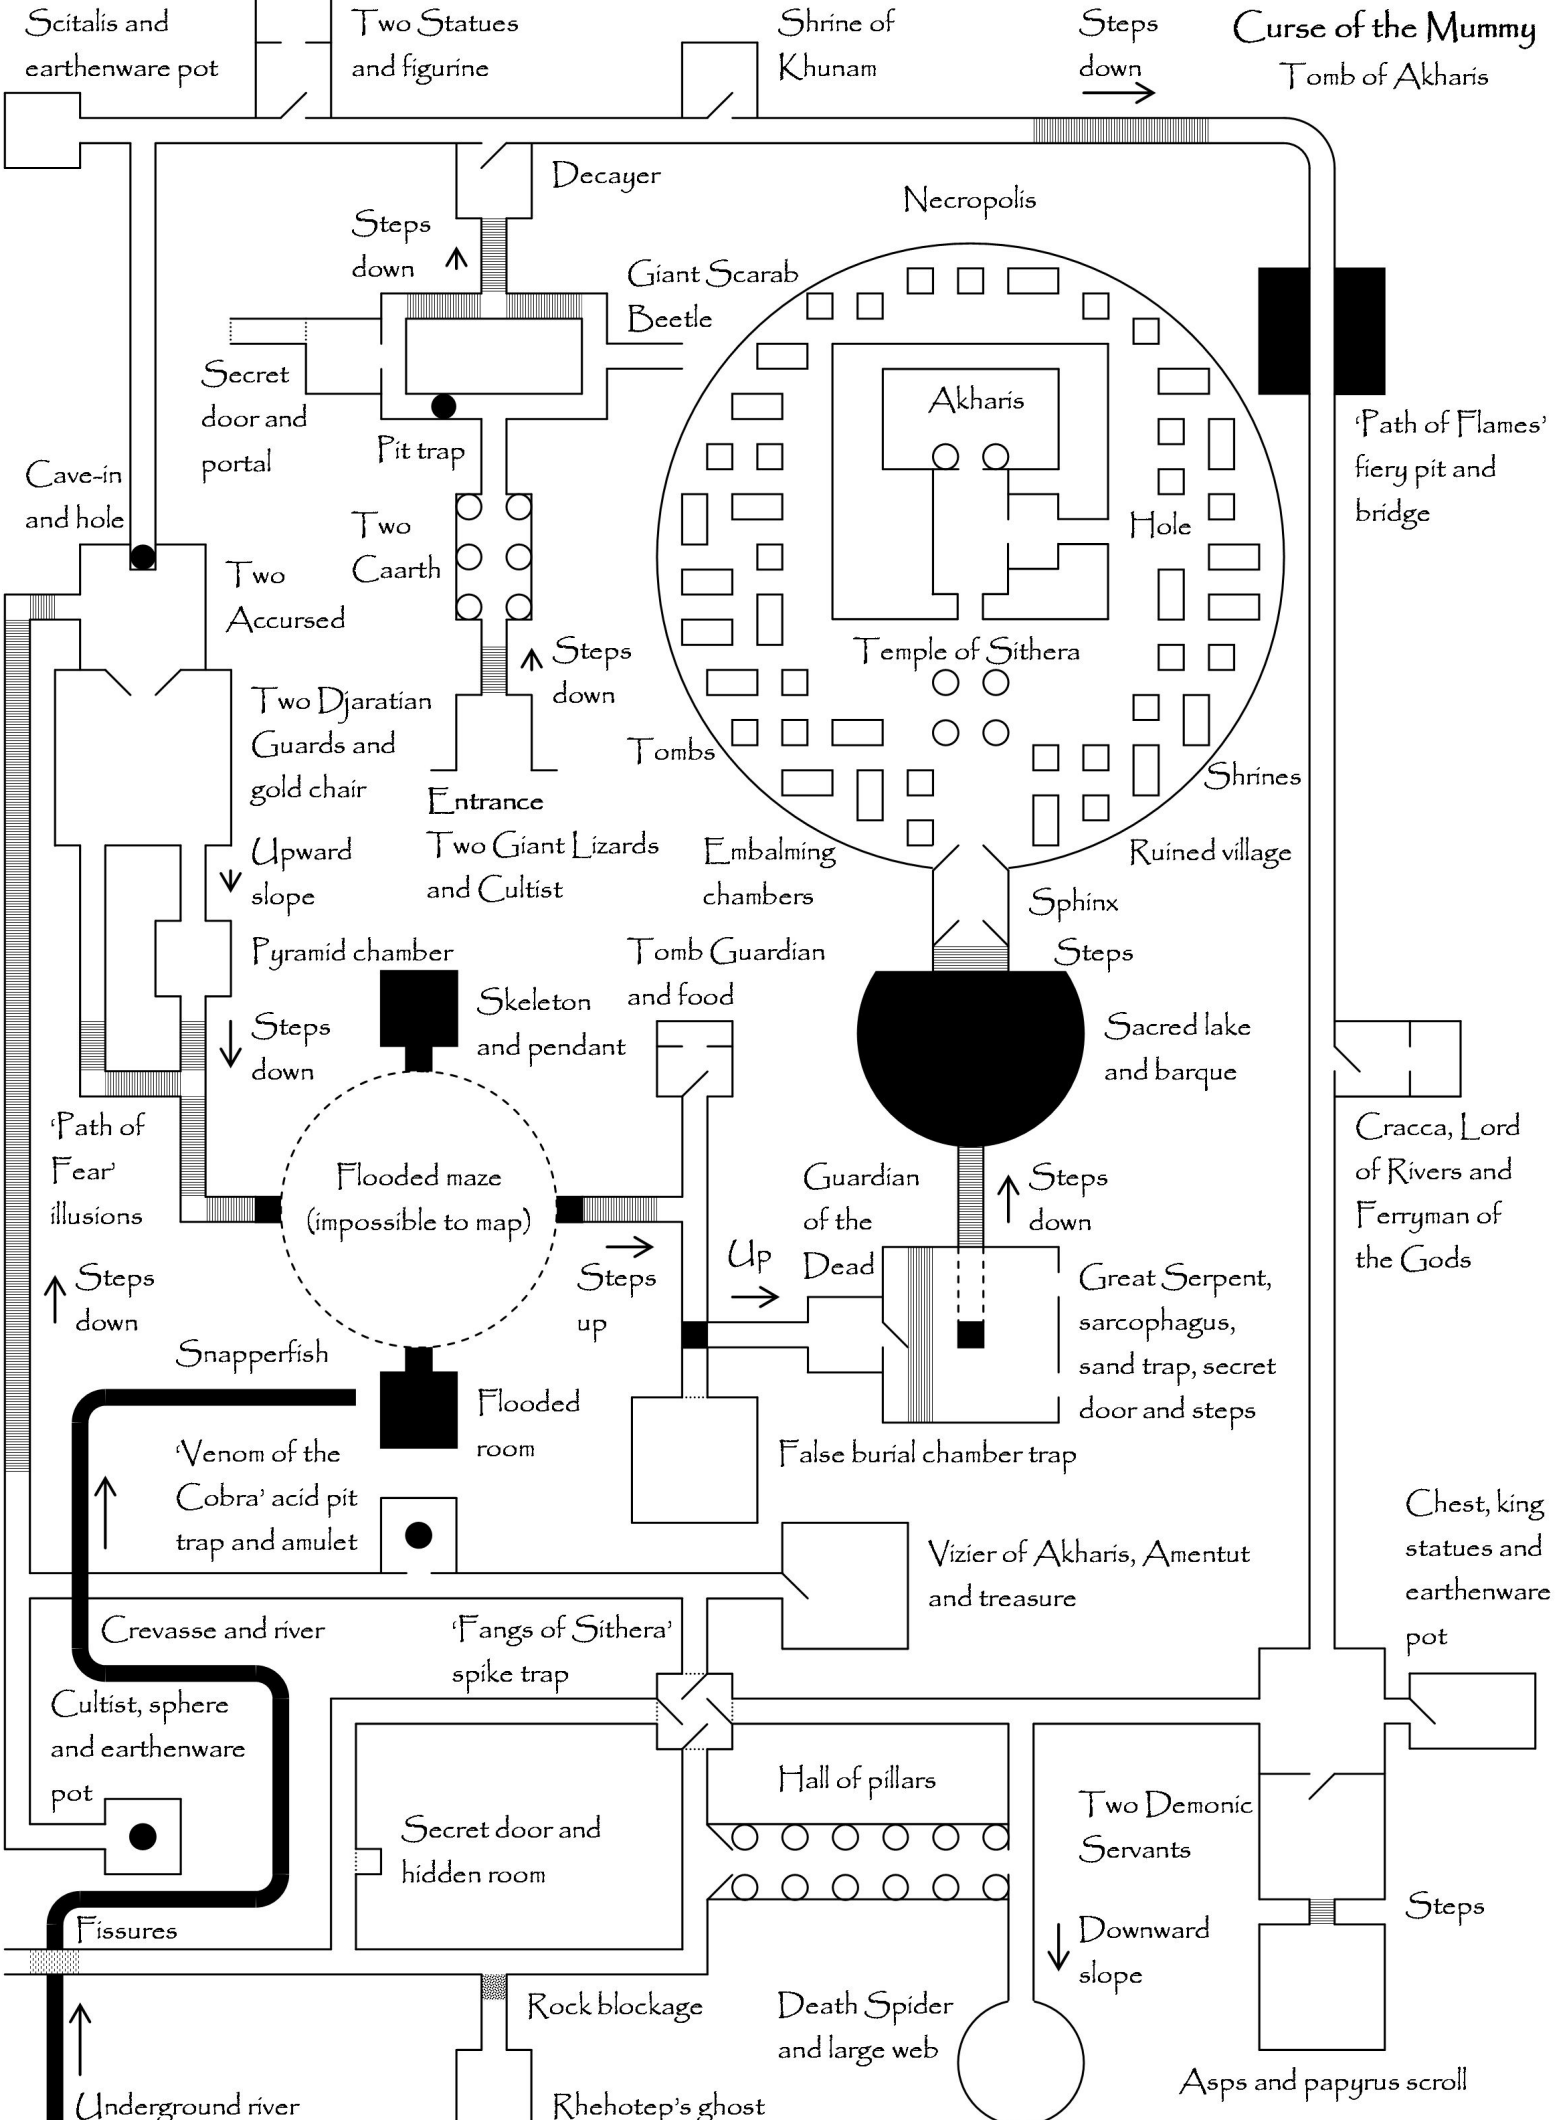 Scitalis and
earthenware pot
Two Statues
and figurine
Shrine of
Khunam
Steps
down
Curse of the Mummy
Tomb of Akharis
Decayer
Necropolis
Steps
down
Giant Scarab
Beetle
Secret
door and
portal
Akharis
Pit trap
'Path of Flames'
fiery pit and
bridge
Cave-in
and hole
Two
Caarth
Hole
Two
Accursed
Steps
down
Temple of Sithera
Two Djaratian
Guards and
gold chair
Tombs
Shrines
Entrance
Two Giant Lizards
and Cultist
Upward
slope
Embalming
chambers
Ruined village
Sphinx
Steps
Pyramid chamber
Tomb Guardian
and food
Skeleton
and pendant
Steps
down
Sacred lake
and barque
'Path of
Fear'
illusions
Cracca, Lord
of Rivers and
Ferryman of
the Gods
Flooded maze
(impossible to map)
Guardian
of the
Dead
Steps
down
Up
Steps
up
Steps
down
Great Serpent,
sarcophagus,
sand trap, secret
door and steps
Snapperfish
Flooded
room
False burial chamber trap
'Venom of the
Cobra' acid pit
trap and amulet
Chest, king
statues and
earthenware
pot
Vizier of Akharis, Amentut
and treasure
Crevasse and river
'Fangs of Sithera'
spike trap
Cultist, sphere
and earthenware
pot
Hall of pillars
Two Demonic
Servants
Secret door and
hidden room
Steps
Fissures
Downward
slope
Rock blockage
Death Spider
and large web
Asps and papyrus scroll
Underground river
Rhehotep's ghost